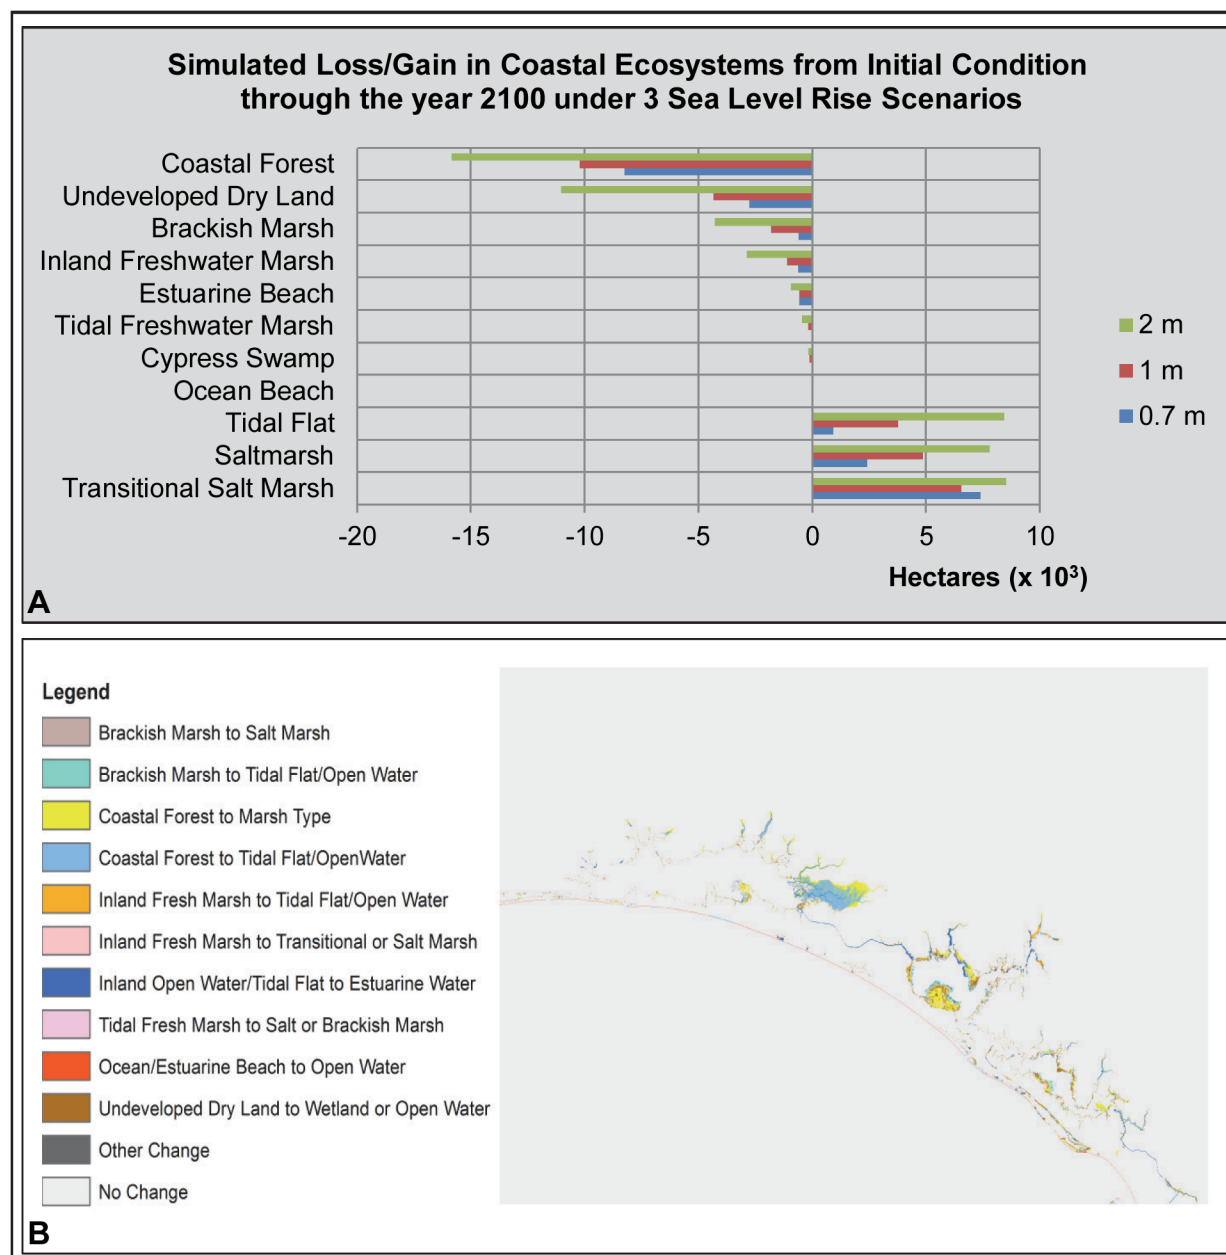 Simulated Loss/Gain in Coastal Ecosystems from Initial Condition
through the year 2100 under 3 Sea Level Rise Scenarios
Coastal Forest
Undeveloped Dry Land
Brackish Marsh
Inland Freshwater Marsh
Estuarine Beach
Tidal Freshwater Marsh
Cypress Swamp
Ocean Beach
Tidal Flat
Saltmarsh
Transitional Salt Marsh
2 m
1 m
0.7 m
-20 -15 -10 -5 0 5 10
Hectares (x 10³)
A
Legend
Brackish Marsh to Salt Marsh
Brackish Marsh to Tidal Flat/Open Water
Coastal Forest to Marsh Type
Coastal Forest to Tidal Flat/OpenWater
Inland Fresh Marsh to Tidal Flat/Open Water
Inland Fresh Marsh to Transitional or Salt Marsh
Inland Open Water/Tidal Flat to Estuarine Water
Tidal Fresh Marsh to Salt or Brackish Marsh
Ocean/Estuarine Beach to Open Water
Undeveloped Dry Land to Wetland or Open Water
Other Change
No Change
B